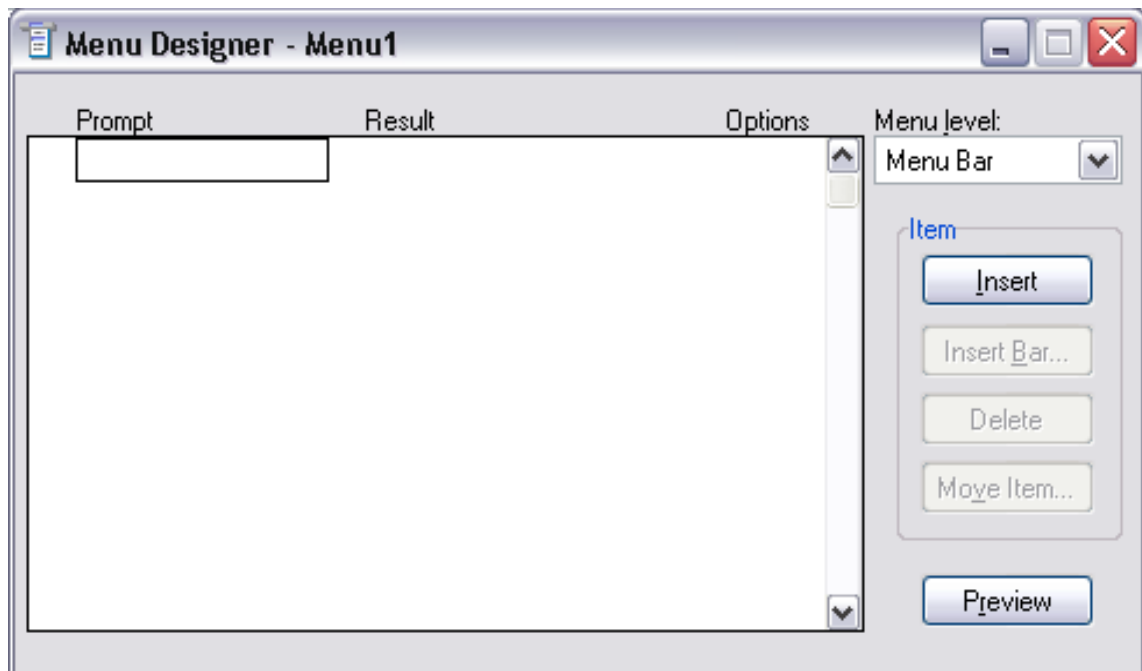 Menu Designer - Menu1
Prompt Result Options Menu level:
Menu Bar
Item
Insert
Insert Bar...
Delete
Move Item...
Preview